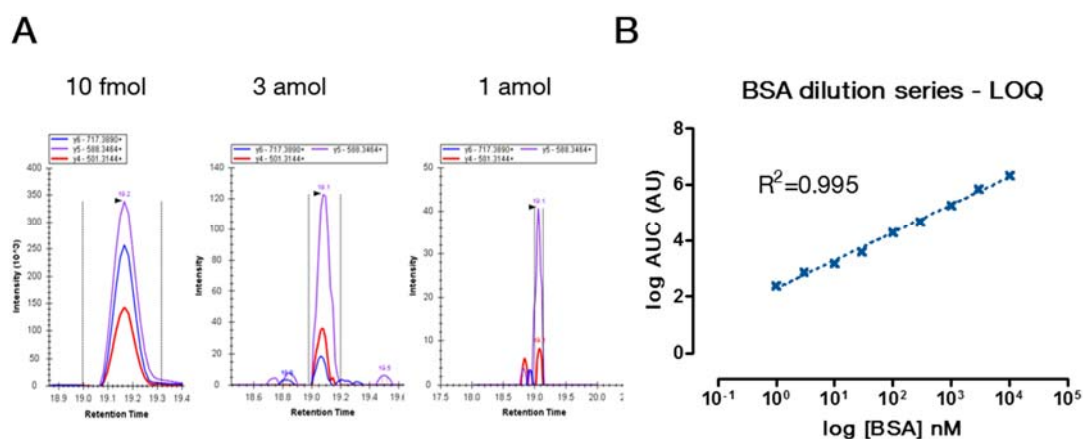 A
B
10 fmol
3 amol
1 amol
BSA dilution series - LOQ
y6 - 717.3890+
y5 - 588.3464+
y4 - 501.3144+
400
350
300
250
200
150
100
50
0
Intensity (10^3)
19.2
18.9 19.0 19.1 19.2 19.3 19.4
Retention Time
y6 - 717.3890+ y5 - 588.3464+
y4 - 501.3144+
140
120
100
80
60
40
20
0
Intensity
19.1
19.5
18.6 18.8 19.0 19.2 19.4
Retention Time
y6 - 717.3890+ y5 - 588.3464+
y4 - 501.3144+
50
40
30
20
10
0
Intensity
19.1
17.5 18.0 18.5 19.0 19.5 20.0
Retention Time
R²=0.995
8
6
4
2
0
log AUC (AU)
10⁻¹ 10⁰ 10¹ 10² 10³ 10⁴ 10⁵
log [BSA] nM